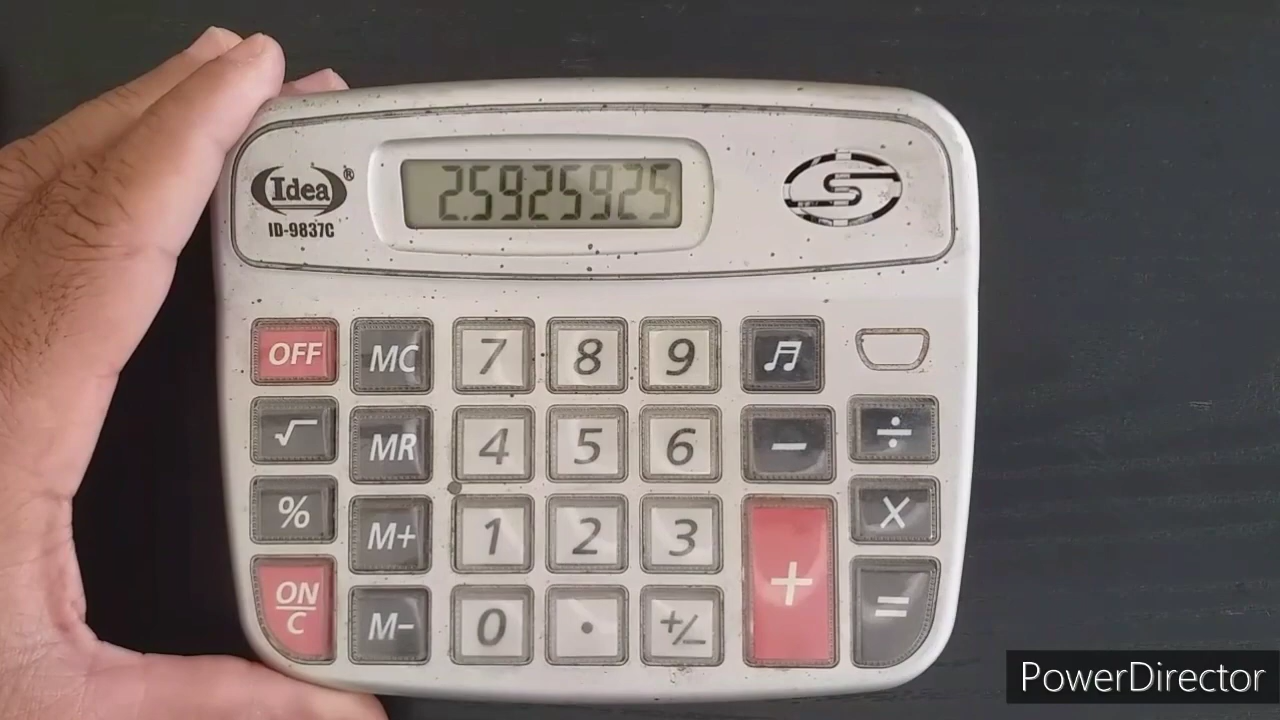 Idea®
ID-9837C
2.5925925
S
OFF MC 7 8 9 🎜
√ MR 4 5 6 − ÷
% M+ 1 2 3 + ×
ON/C M− 0 • +/− =
PowerDirector